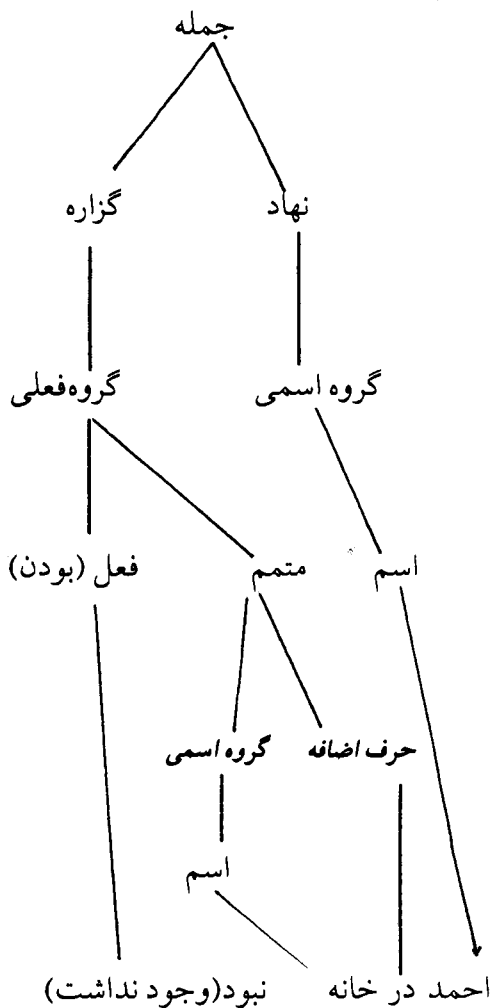 جمله
نهاد گزاره
گروه اسمی گروه‌فعلی
اسم متمم فعل (بودن)
حرف اضافه گروه اسمی
اسم
احمد در خانه نبود(وجود نداشت)